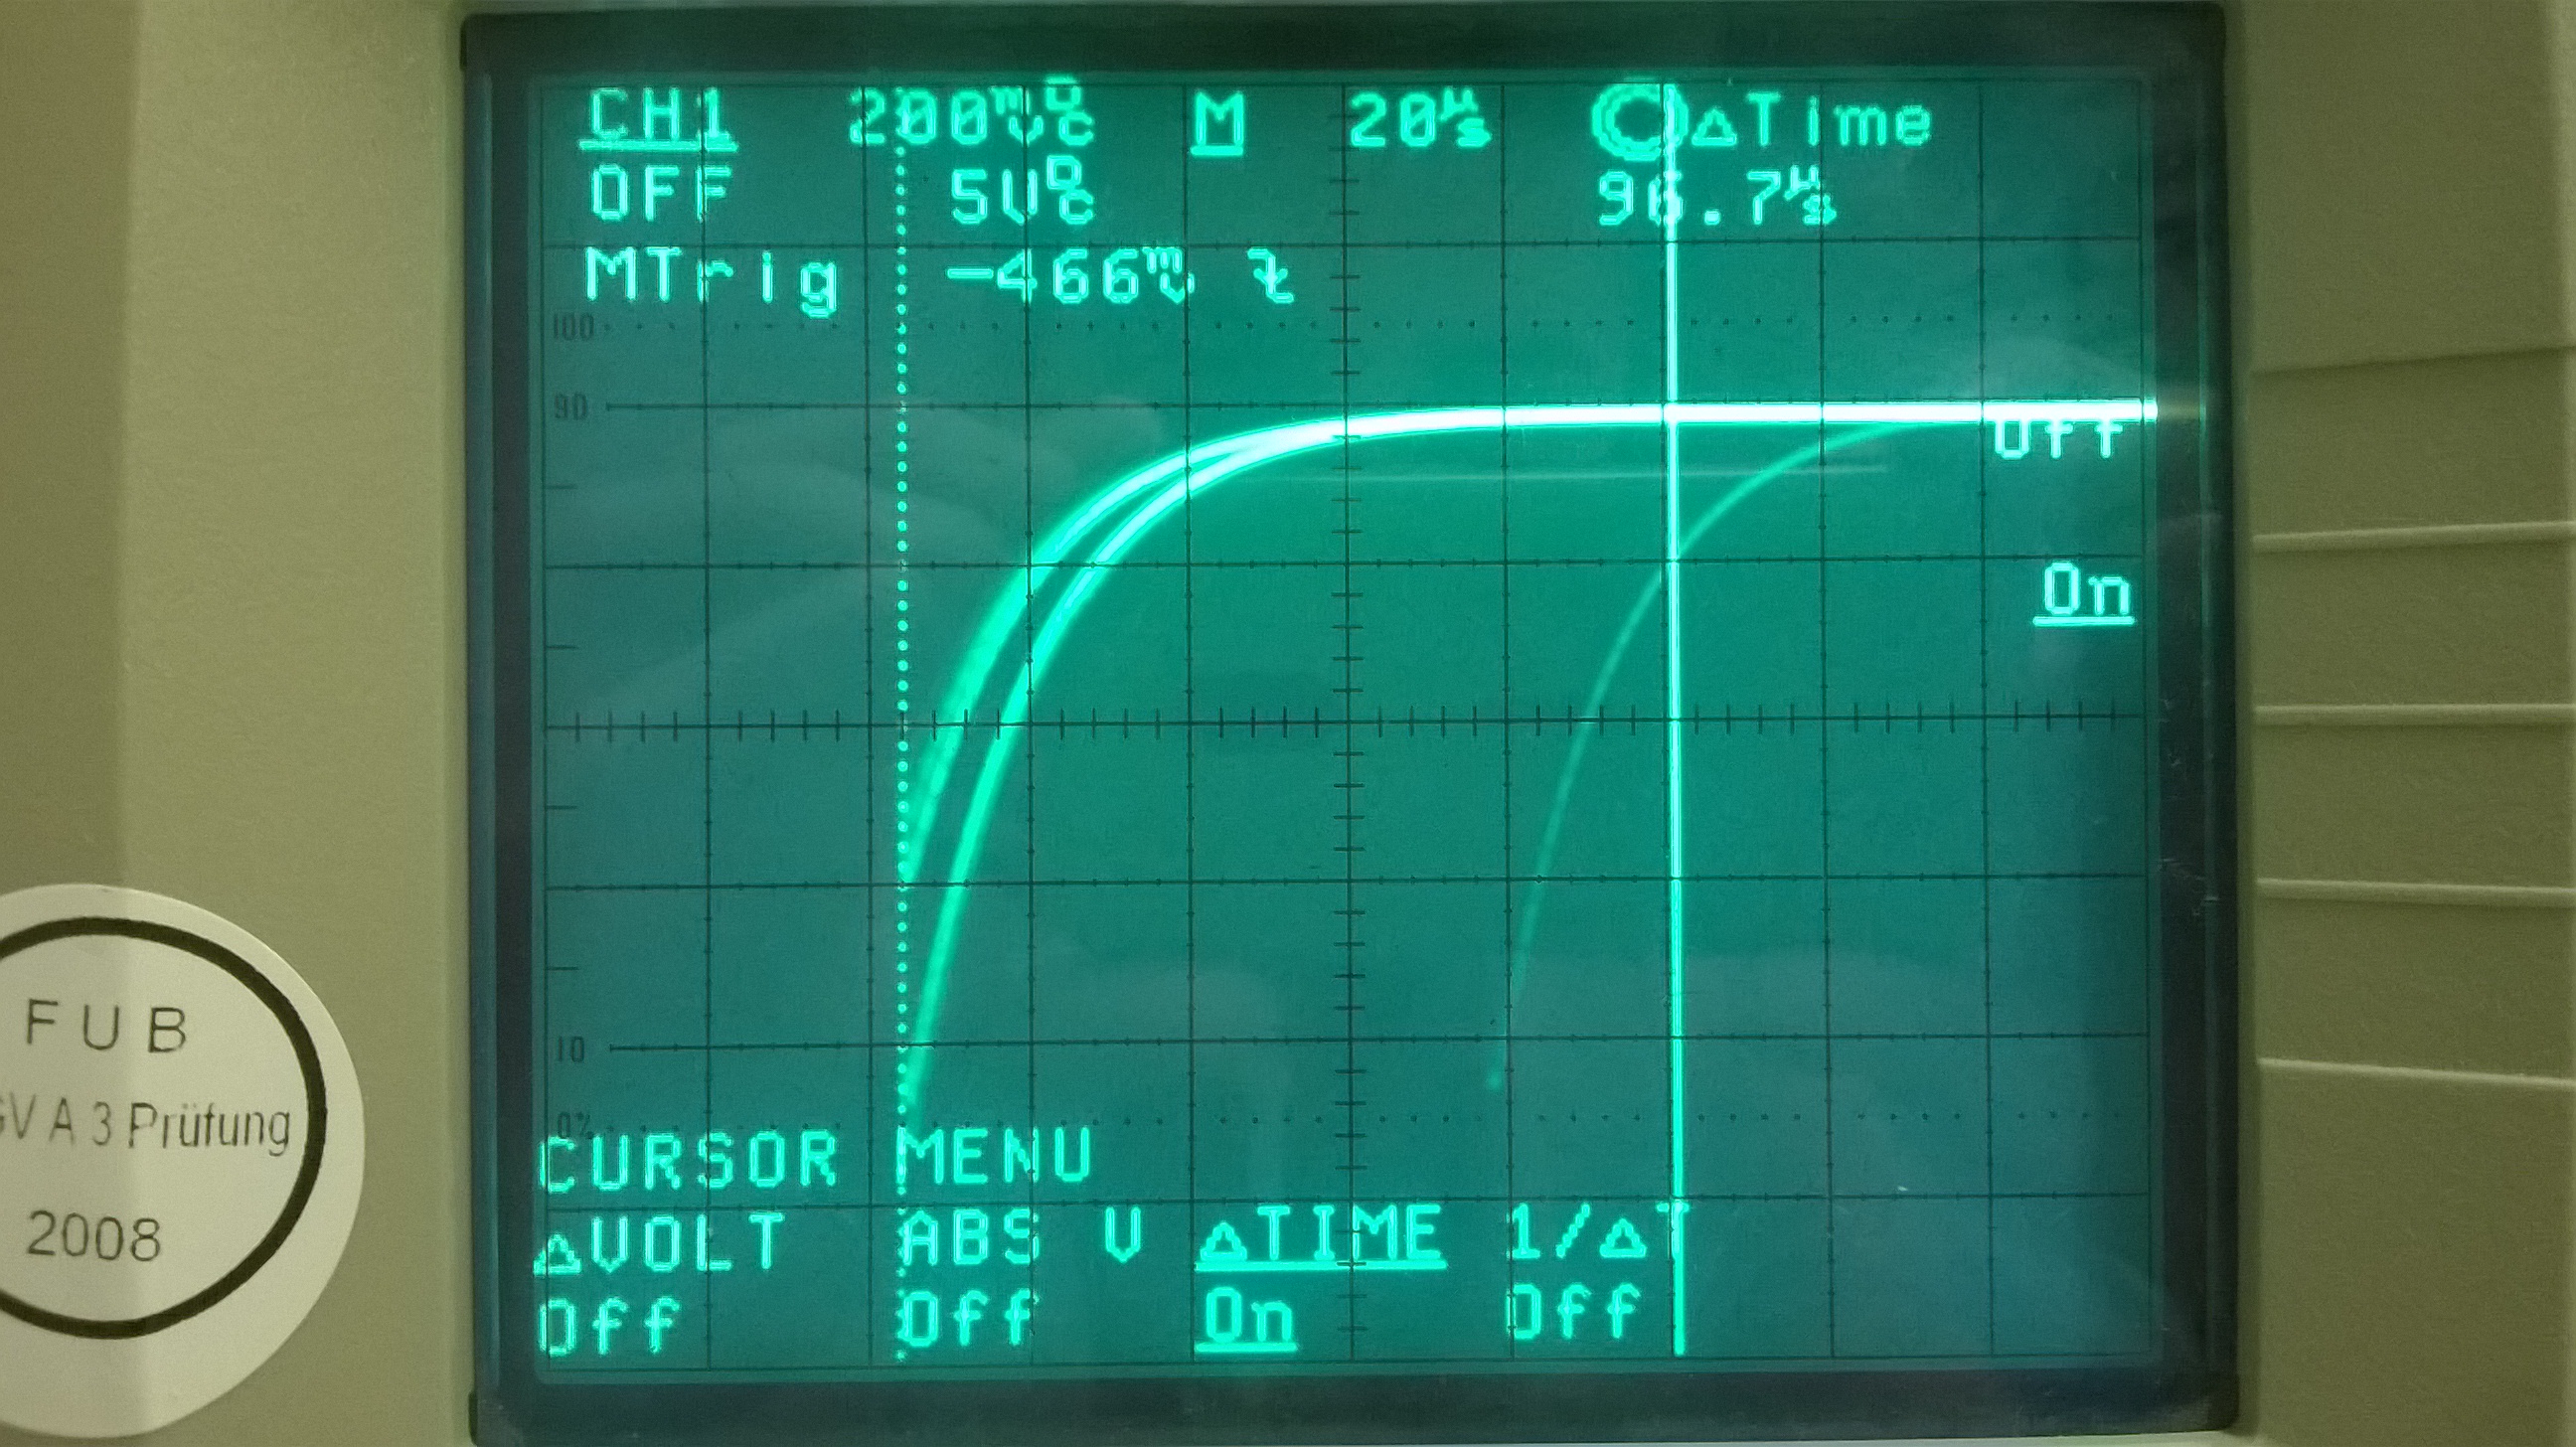 CH1 200mV DC M 20µs ΔTime
OFF 5V DC 96.7µs
MTrig -466mV
100
90
Off
On
10
0%
CURSOR MENU
ΔVOLT ABS V ΔTIME 1/ΔT
Off Off On Off
FUB
A 3 Prüfung
2008